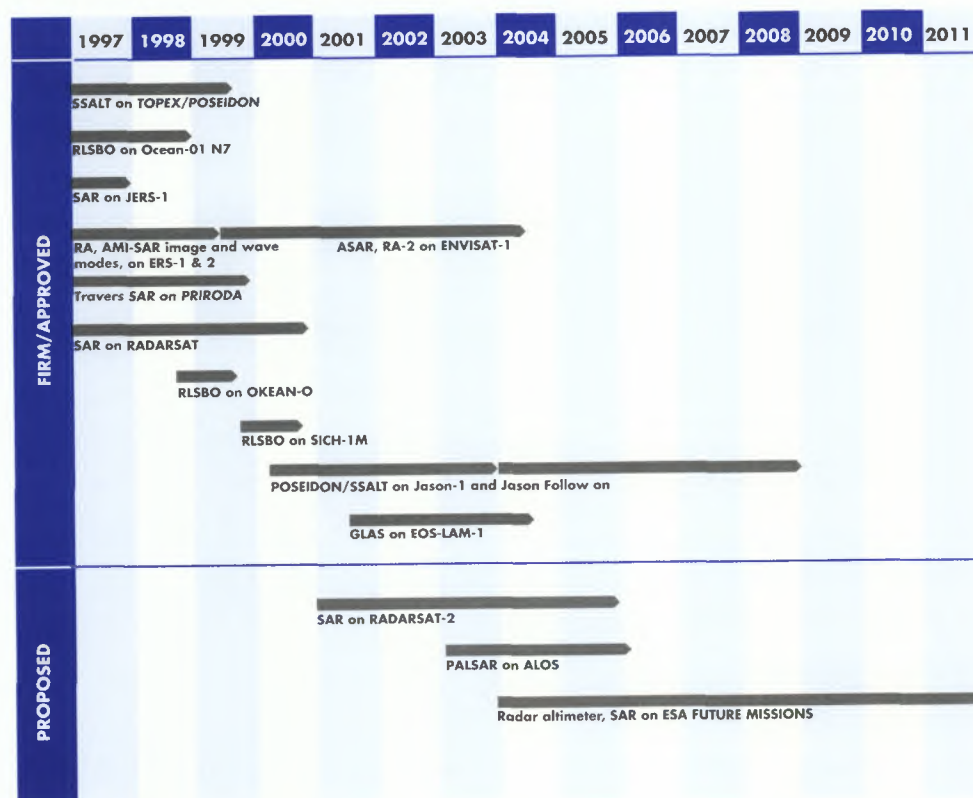 1997 1998 1999 2000 2001 2002 2003 2004 2005 2006 2007 2008 2009 2010 2011
FIRM/APPROVED
SSALT on TOPEX/POSEIDON
RLSBO on Ocean-01 N7
SAR on JERS-1
RA, AMI-SAR image and wave
modes, on ERS-1 & 2
ASAR, RA-2 on ENVISAT-1
Travers SAR on PRIRODA
SAR on RADARSAT
RLSBO on OKEAN-O
RLSBO on SICH-1M
POSEIDON/SSALT on Jason-1 and Jason Follow on
GLAS on EOS-LAM-1
PROPOSED
SAR on RADARSAT-2
PALSAR on ALOS
Radar altimeter, SAR on ESA FUTURE MISSIONS